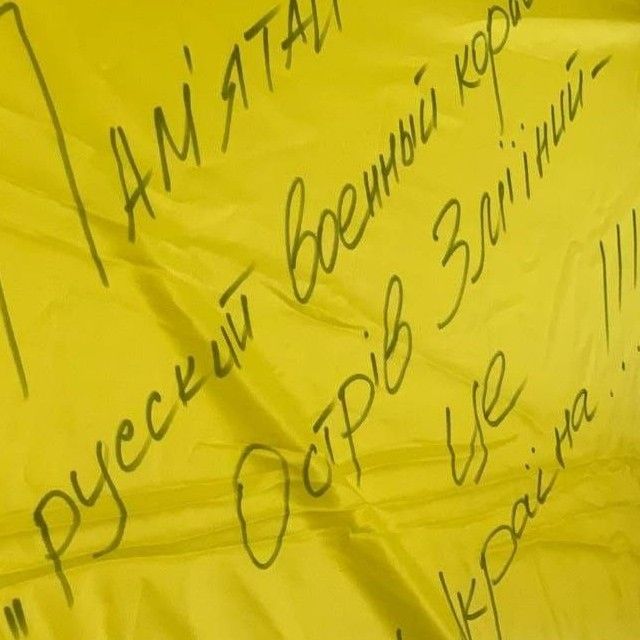 Пам'ятай
"русский военный кора
Острів Зміїний-
це
Україна...!!!